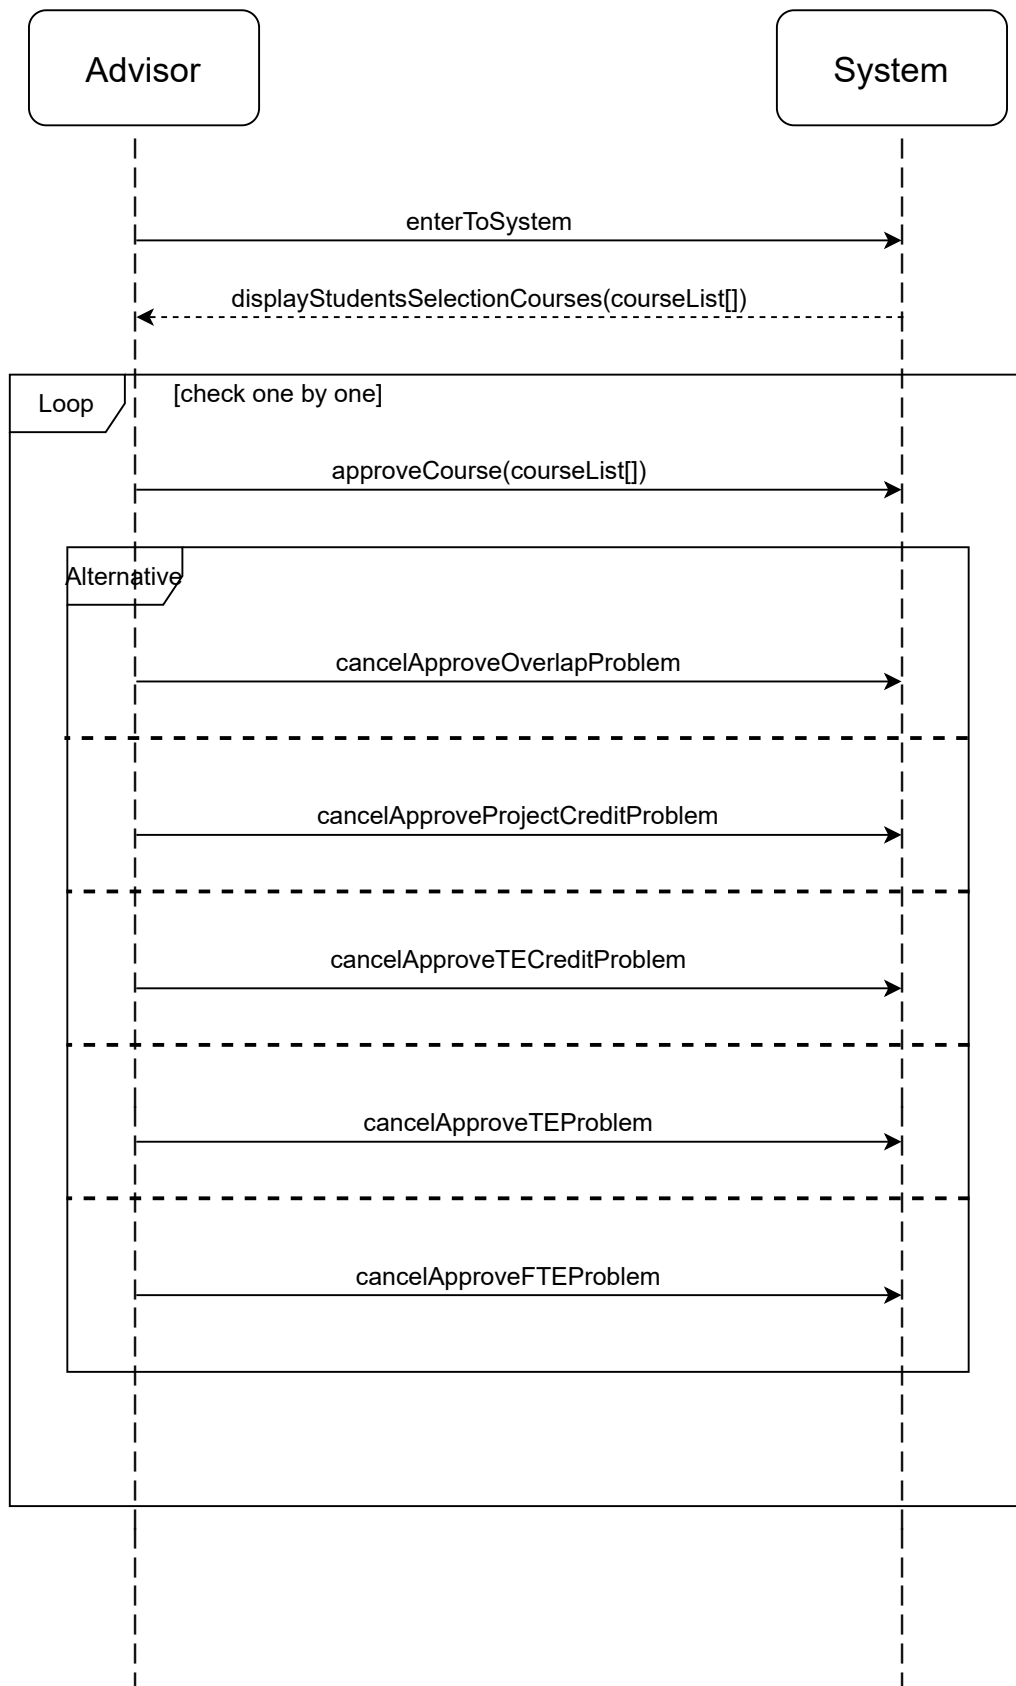 Advisor
System
enterToSystem
displayStudentsSelectionCourses(courseList[])
Loop
[check one by one]
approveCourse(courseList[])
Alternative
cancelApproveOverlapProblem
cancelApproveProjectCreditProblem
cancelApproveTECreditProblem
cancelApproveTEProblem
cancelApproveFTEProblem